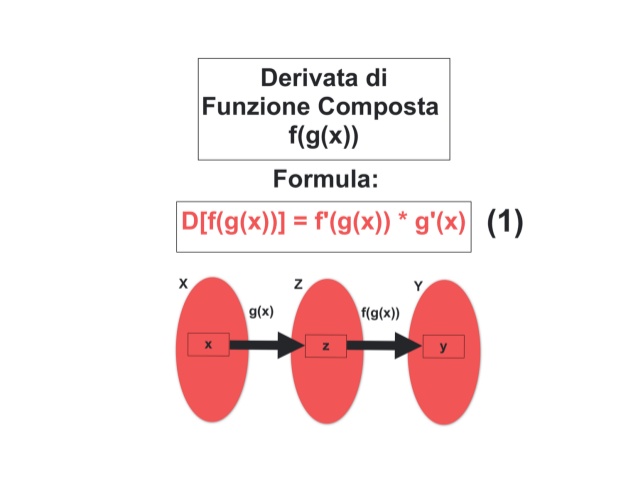 Derivata di
Funzione Composta
f(g(x))
Formula:
D[f(g(x))] = f'(g(x)) * g'(x) (1)
X Z Y
g(x) f(g(x))
x z y